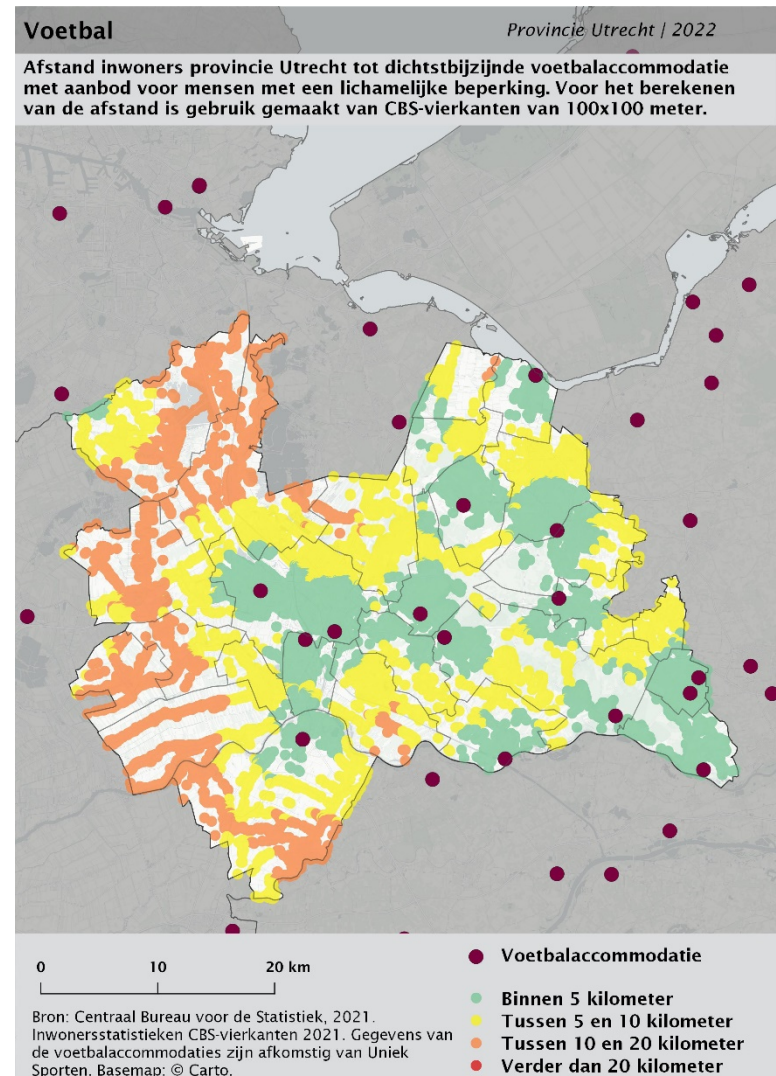 Voetbal
Provincie Utrecht | 2022
Afstand inwoners provincie Utrecht tot dichtstbijzijnde voetbalaccommodatie
met aanbod voor mensen met een lichamelijke beperking. Voor het berekenen
van de afstand is gebruik gemaakt van CBS-vierkanten van 100x100 meter.
0 10 20 km
Bron: Centraal Bureau voor de Statistiek, 2021.
Inwonersstatistieken CBS-vierkanten 2021. Gegevens van
de voetbalaccommodaties zijn afkomstig van Uniek
Sporten. Basemap: © Carto.
Voetbalaccommodatie
Binnen 5 kilometer
Tussen 5 en 10 kilometer
Tussen 10 en 20 kilometer
Verder dan 20 kilometer